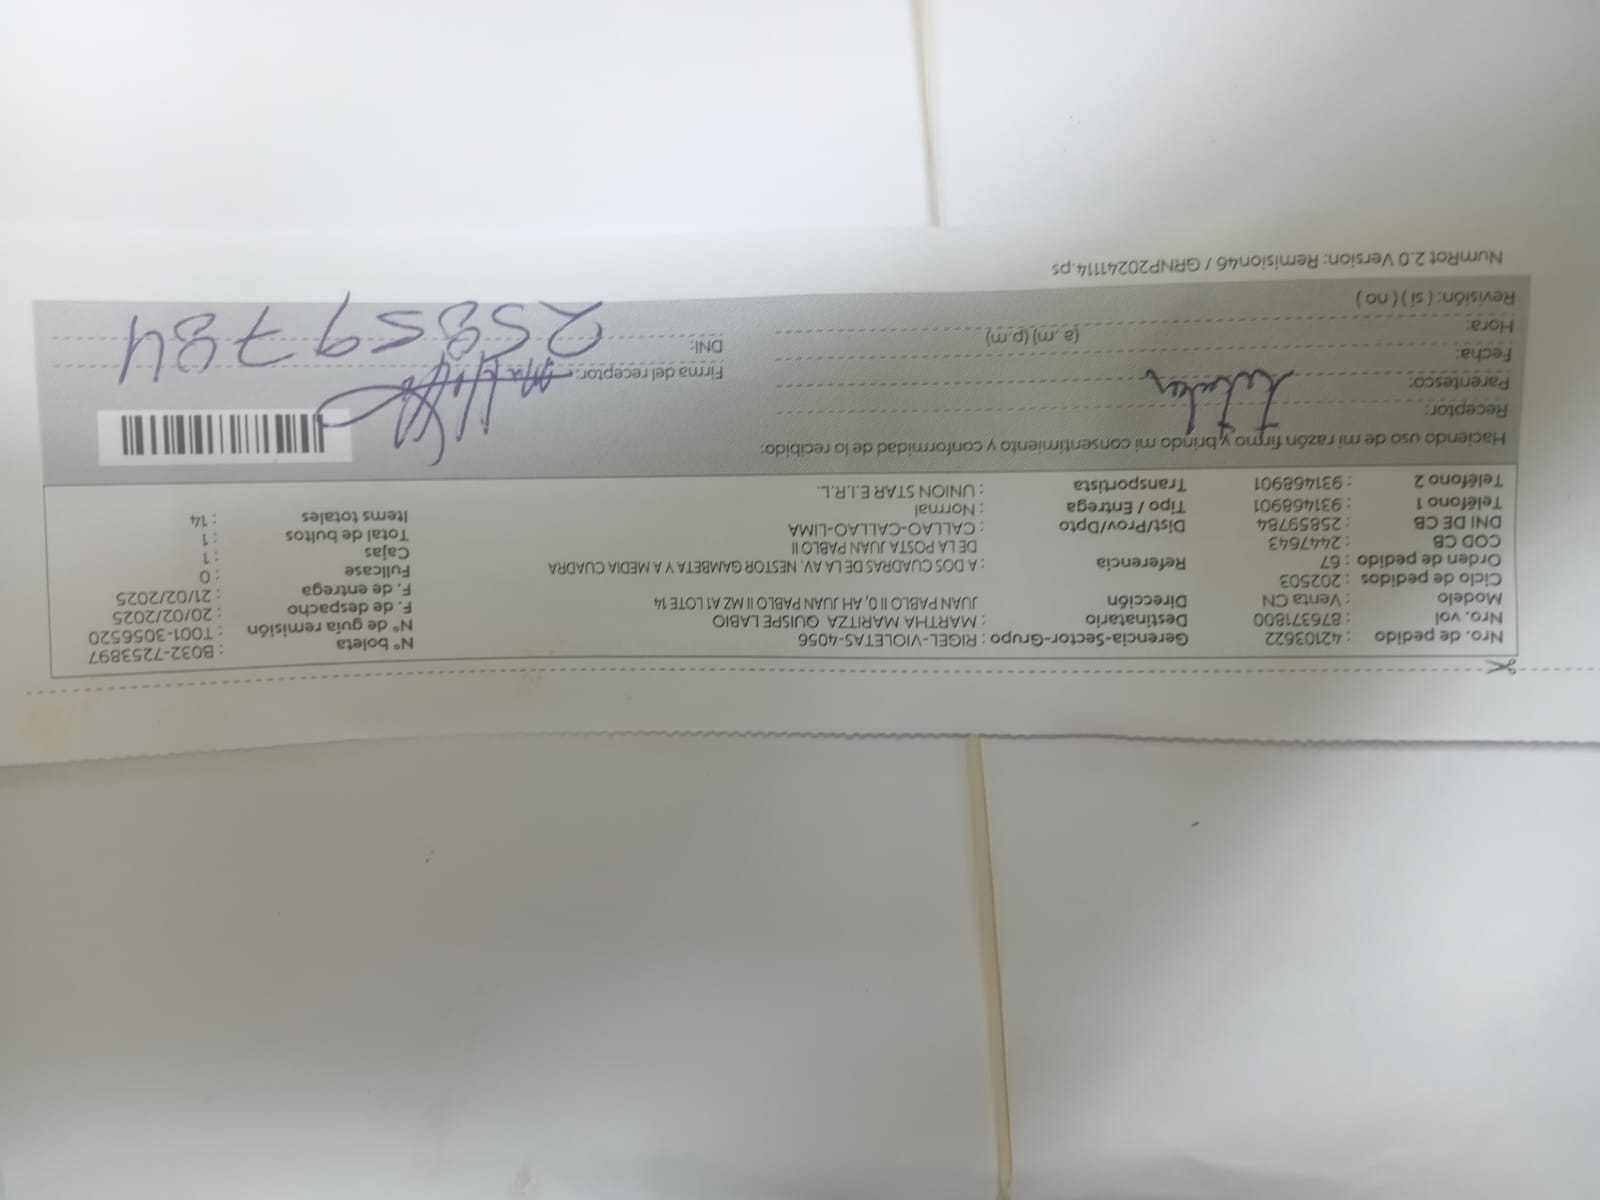 Nro. de pedido : 42103622 Gerencia-Sector-Grupo : RIGEL-VIOLETAS-4056 N° boleta : B032-7253897
Nro. vol : 876371800 Destinatario : MARTHA MARITZA QUISPE LABIO N° de guía de remisión : T001-3056520
Modelo : Venta CN Dirección JUAN PABLO II 0, AH JUAN PABLO II MZ A1 LOTE 14 F. de despacho : 20/02/2025
Ciclo de pedidos : 202503 F. de entrega : 21/02/2025
Orden de pedido : 67 Referencia : A DOS CUADRAS DE LA AV. NESTOR GAMBETA Y A MEDIA CUADRA Fullcase : 0
COD CB : 2447643 DE LA POSTA JUAN PABLO II Cajas : 1
DNI DE CB : 25859784 Dist/Prov/Dpto : CALLAO-CALLAO-LIMA Total de bultos : 1
Teléfono 1 : 931468901 Tipo / Entrega : Normal Items totales : 14
Teléfono 2 : 931468901 Transportista : UNION STAR E.I.R.L.
Haciendo uso de mi razón firmo y brindo mi consentimiento y conformidad de lo recibido:
Receptor:
Parentesco: Firma del receptor:
Fecha: DNI: 25859784
Hora: (a.m) (p.m)
Revisión: ( si ) ( no )
NumRot 2.0 Version: Remision46 / GRNP20241114.ps